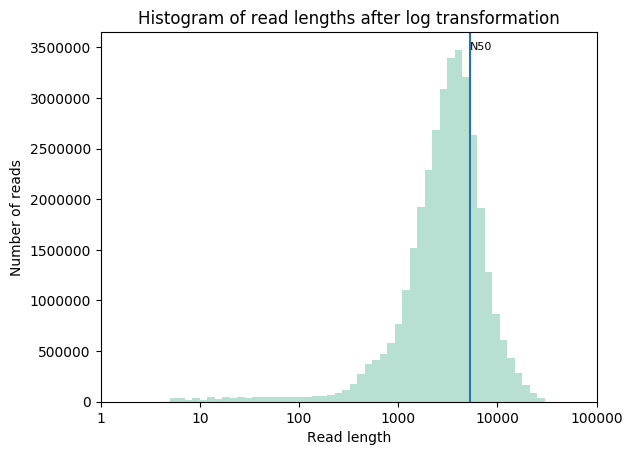 Histogram of read lengths after log transformation
3500000
N50
3000000
2500000
2000000
1500000
1000000
500000
0
Number of reads
1 10 100 1000 10000 100000
Read length